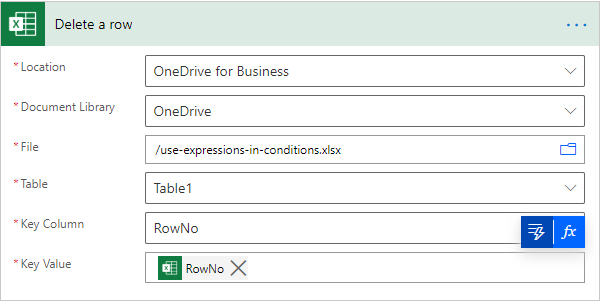 Delete a row
* Location OneDrive for Business
* Document Library OneDrive
* File /use-expressions-in-conditions.xlsx
* Table Table1
* Key Column RowNo
fx
* Key Value RowNo